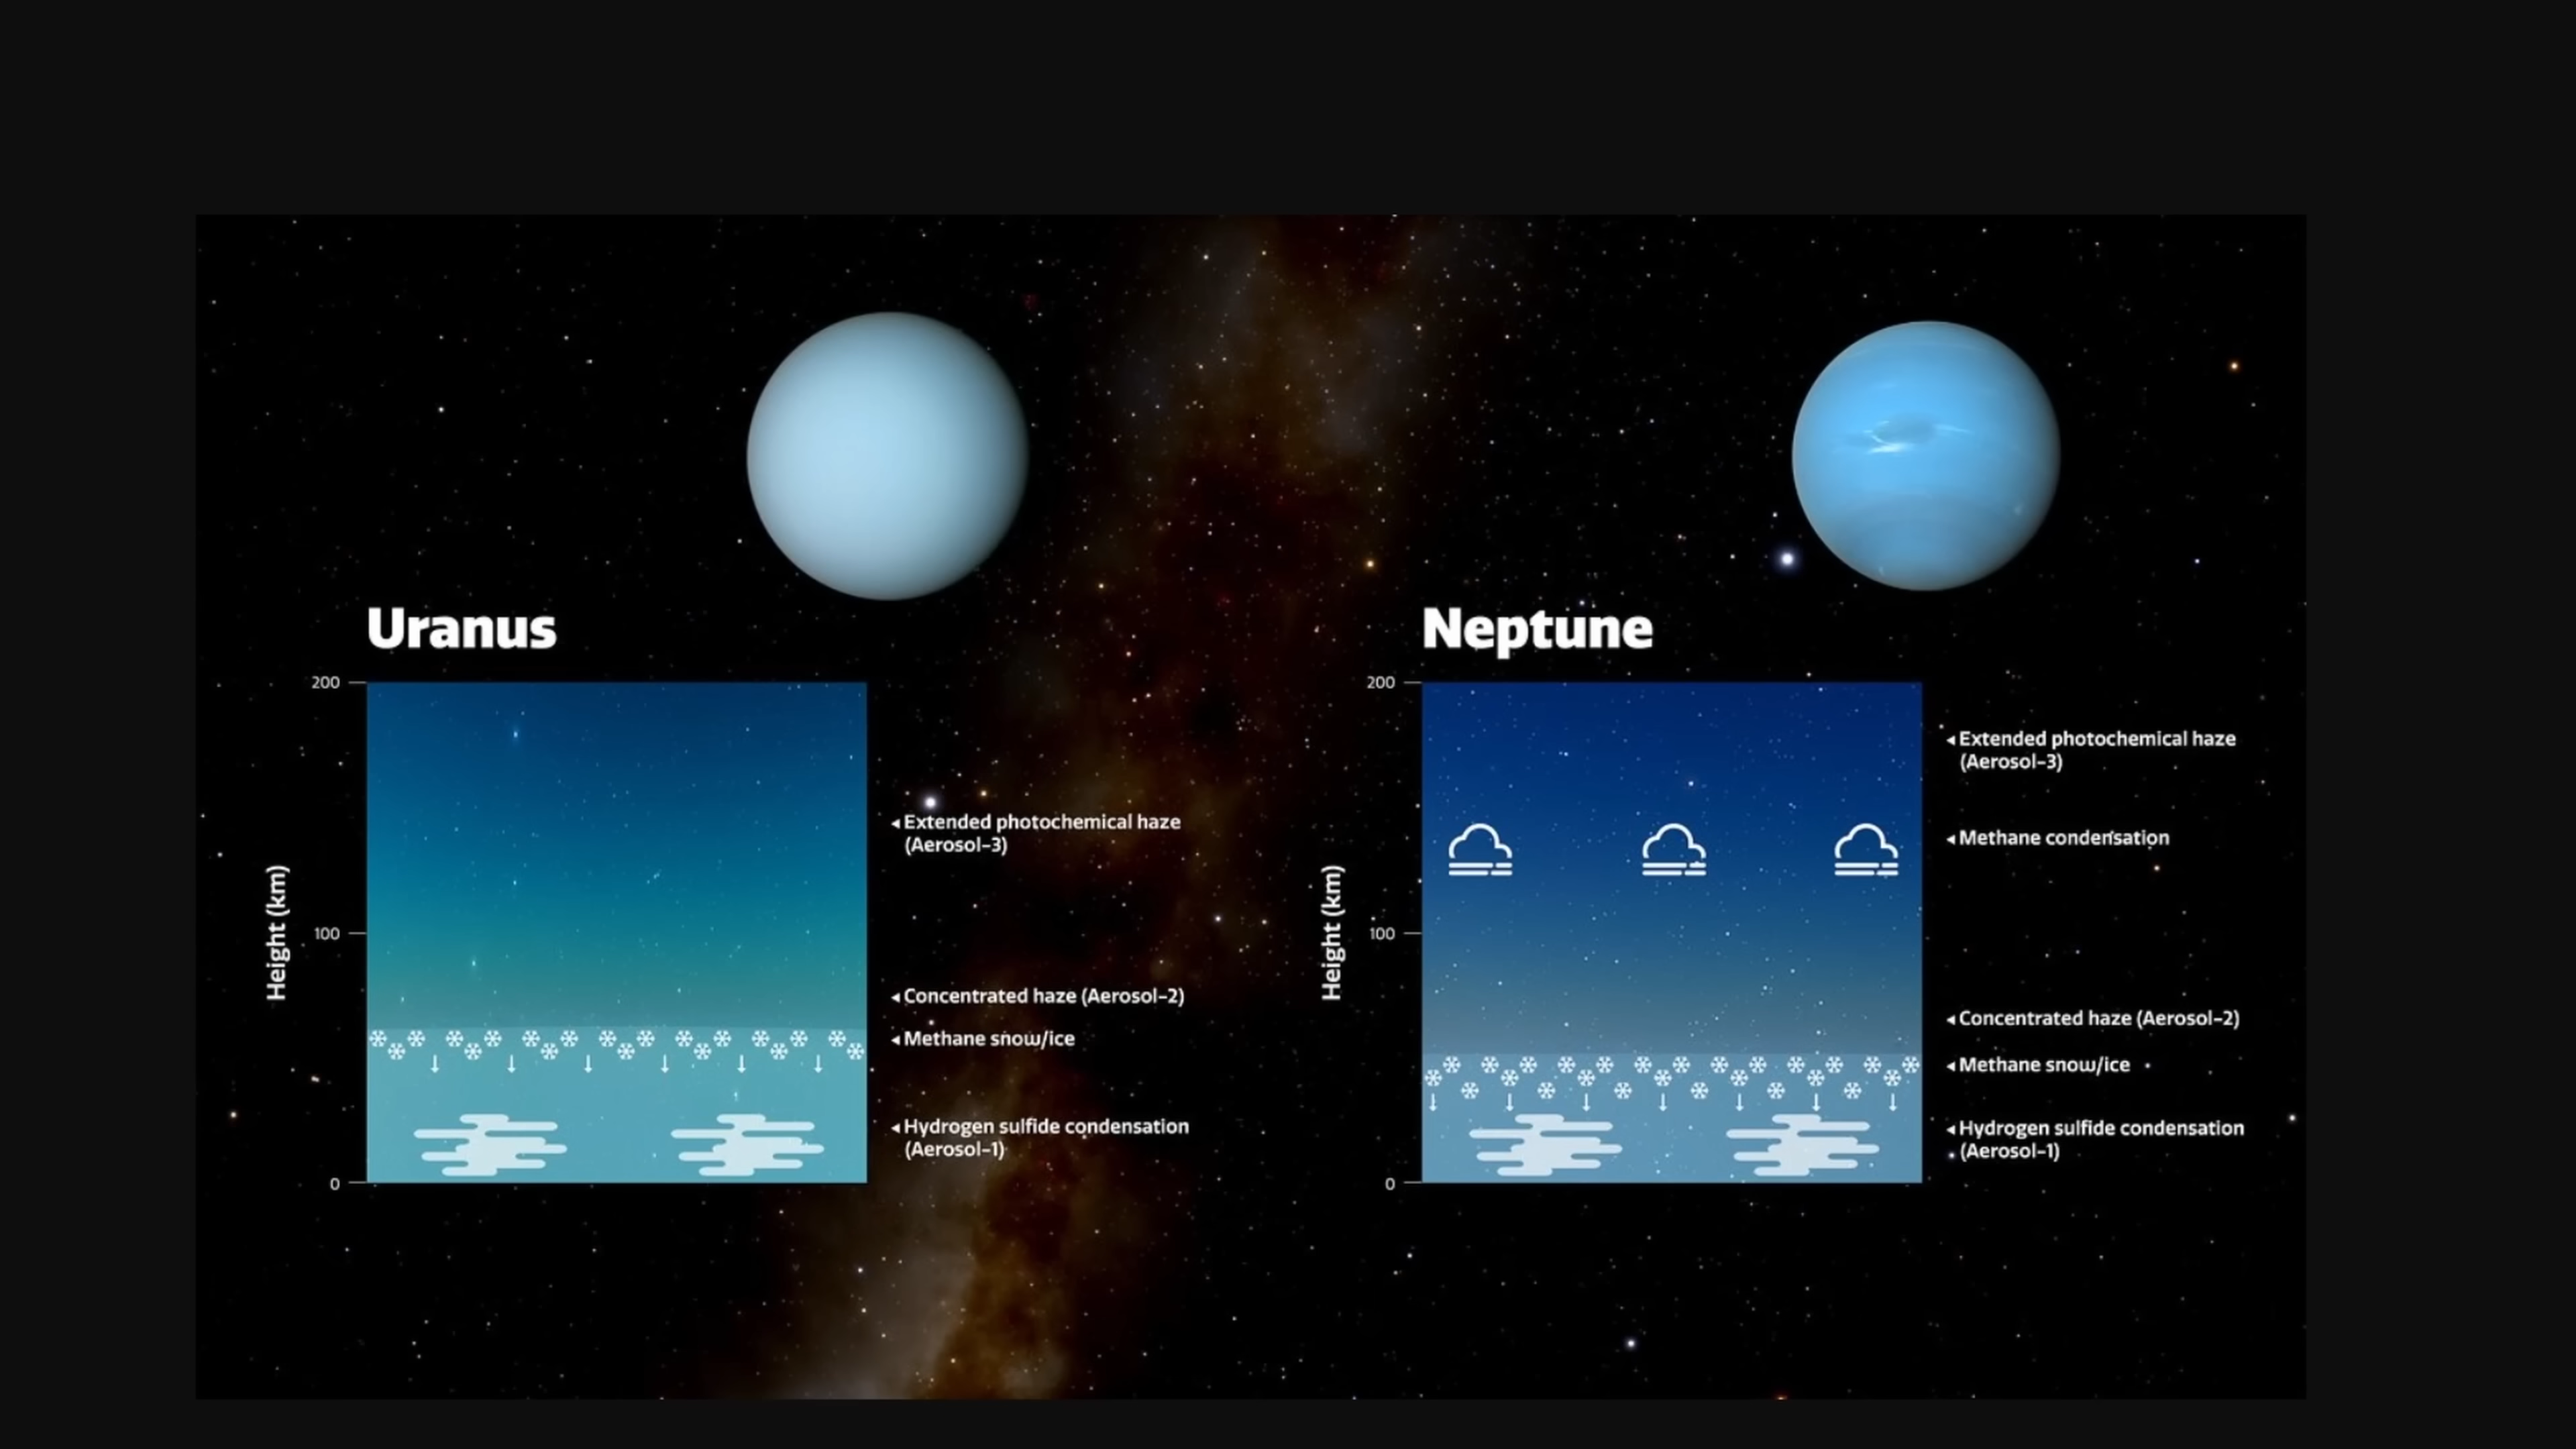 Uranus
200
100
0
Height (km)
Extended photochemical haze
(Aerosol-3)
Concentrated haze (Aerosol-2)
Methane snow/ice
Hydrogen sulfide condensation
(Aerosol-1)
Neptune
200
100
0
Height (km)
Extended photochemical haze
(Aerosol-3)
Methane condensation
Concentrated haze (Aerosol-2)
Methane snow/ice
Hydrogen sulfide condensation
(Aerosol-1)